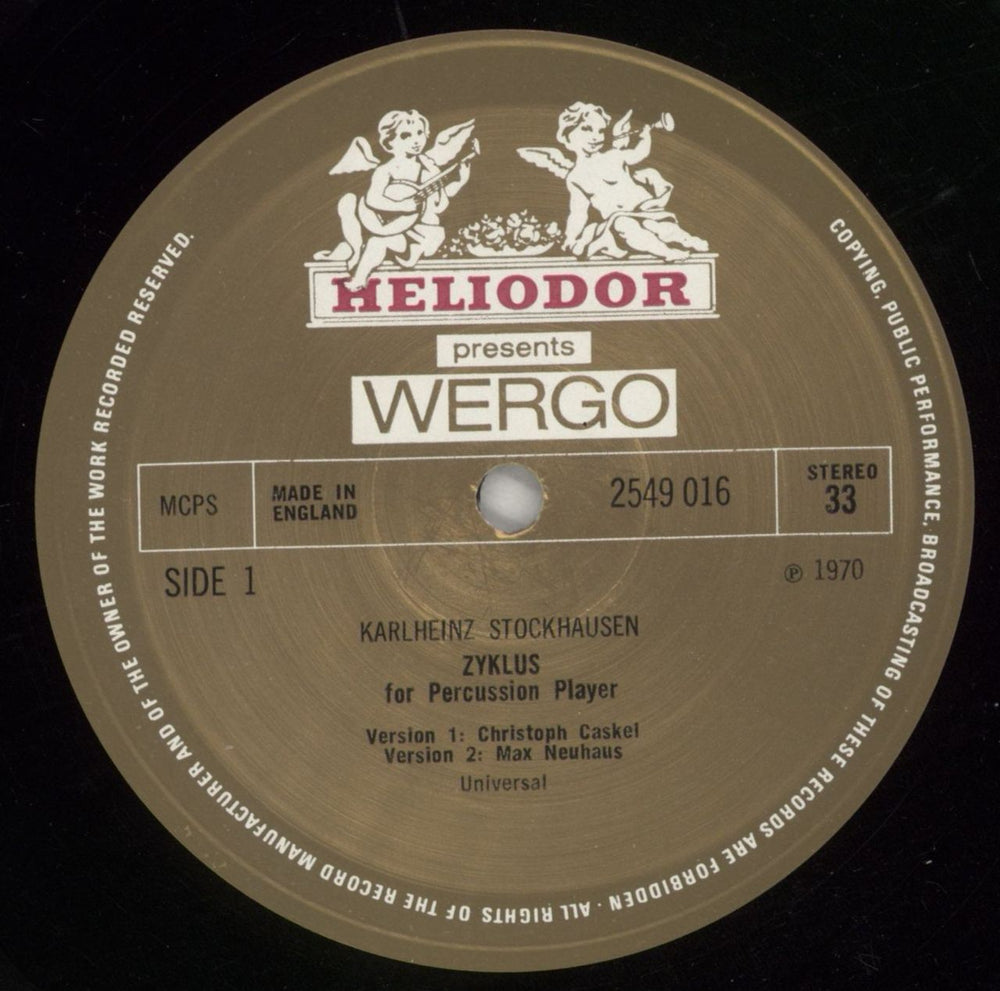 HELIODOR
presents
WERGO
MCPS
MADE IN
ENGLAND
2549 016
STEREO
33
SIDE 1
℗ 1970
KARLHEINZ STOCKHAUSEN
ZYKLUS
for Percussion Player
Version 1: Christoph Caskel
Version 2: Max Neuhaus
Universal
COPYING, PUBLIC PERFORMANCE, BROADCASTING OF THESE RECORDS ARE FORBIDDEN · ALL RIGHTS OF THE RECORD MANUFACTURER AND OF THE OWNER OF THE WORK RECORDED RESERVED.